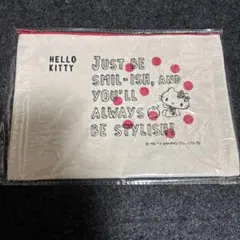 HELLO
KITTY
JUST BE
SMIL-ISH, AND
YOU'LL
ALWAYS
BE STYLISH!